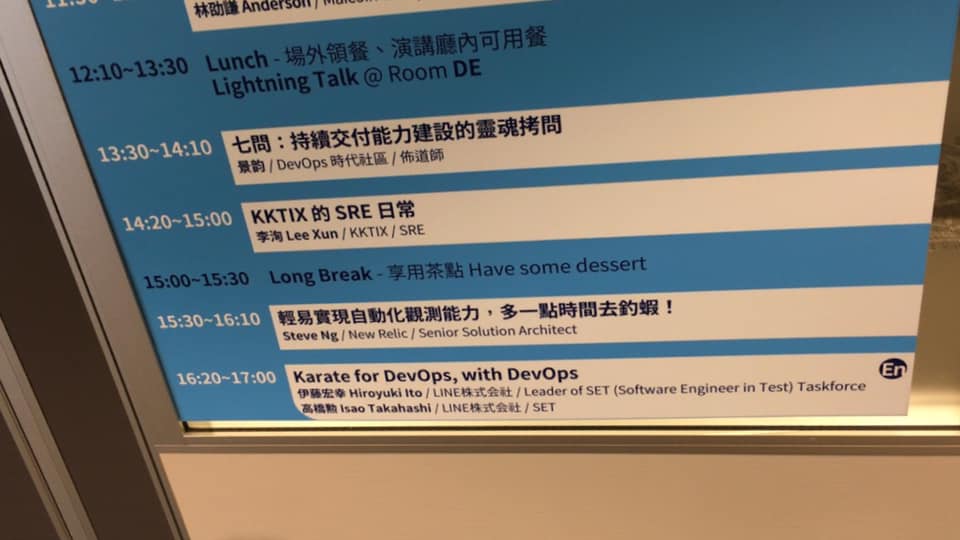 林劭謙 Anderson /
12:10~13:30 Lunch - 場外領餐、演講廳內可用餐
Lightning Talk @ Room DE
13:30~14:10 七問：持續交付能力建設的靈魂拷問
景韵 / DevOps 時代社區 / 佈道師
14:20~15:00 KKTIX 的 SRE 日常
李洵 Lee Xun / KKTIX / SRE
15:00~15:30 Long Break - 享用茶點 Have some dessert
15:30~16:10 輕易實現自動化觀測能力，多一點時間去釣蝦！
Steve Ng / New Relic / Senior Solution Architect
16:20~17:00 Karate for DevOps, with DevOps En
伊藤宏幸 Hiroyuki Ito / LINE株式会社 / Leader of SET (Software Engineer in Test) Taskforce
高橋勲 Isao Takahashi / LINE株式会社 / SET